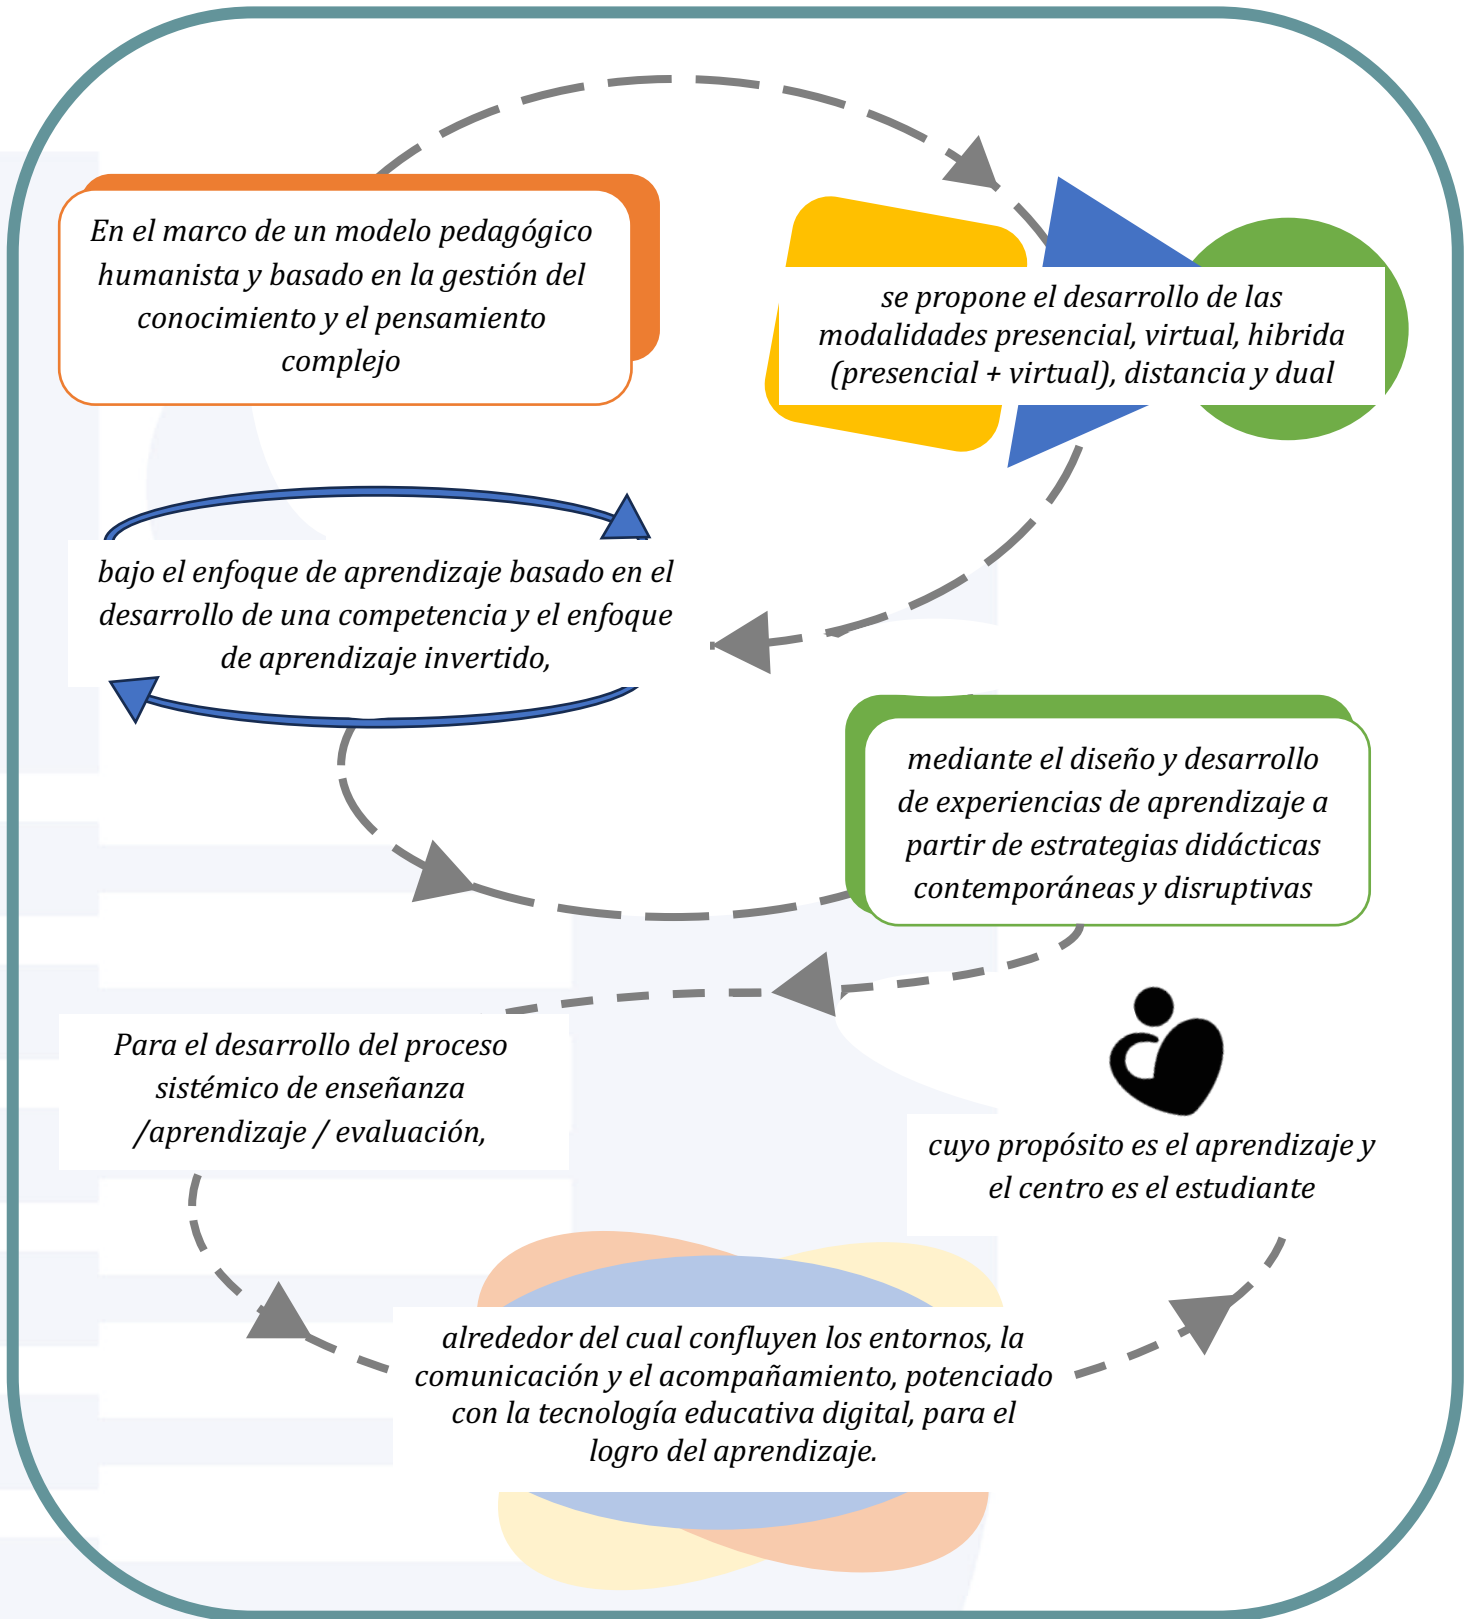 En el marco de un modelo pedagógico
humanista y basado en la gestión del
conocimiento y el pensamiento
complejo
se propone el desarrollo de las
modalidades presencial, virtual, hibrida
(presencial + virtual), distancia y dual
bajo el enfoque de aprendizaje basado en el
desarrollo de una competencia y el enfoque
de aprendizaje invertido,
mediante el diseño y desarrollo
de experiencias de aprendizaje a
partir de estrategias didácticas
contemporáneas y disruptivas
Para el desarrollo del proceso
sistémico de enseñanza
/aprendizaje / evaluación,
alrededor del cual confluyen los entornos, la
comunicación y el acompañamiento, potenciado
con la tecnología educativa digital, para el
logro del aprendizaje.
cuyo propósito es el aprendizaje y
el centro es el estudiante